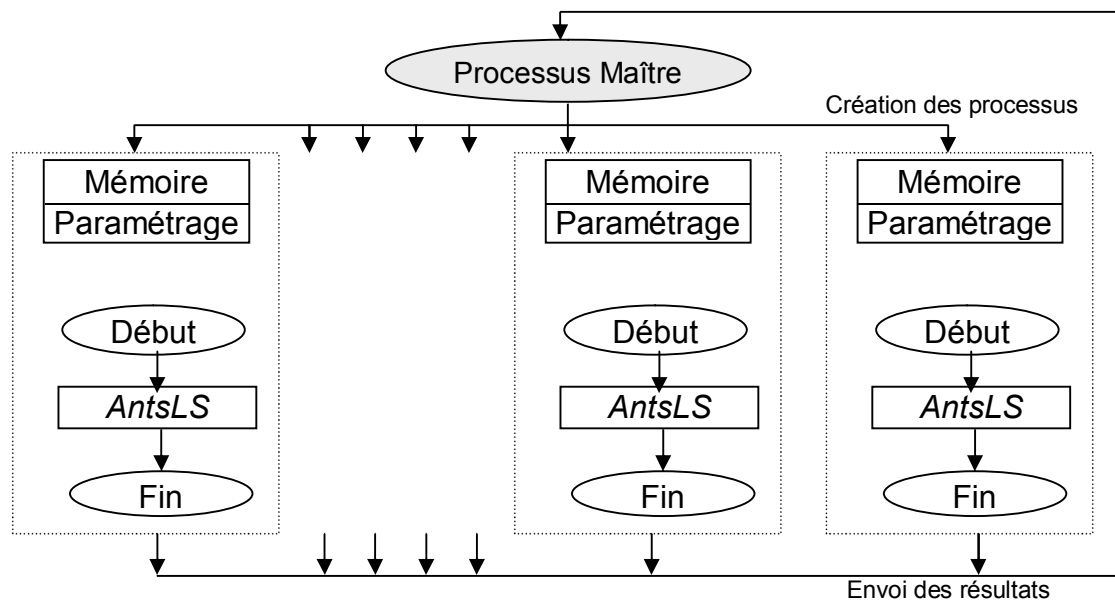 Processus Maître
Création des processus
Mémoire Mémoire Mémoire
Paramétrage Paramétrage Paramétrage
Début Début Début
AntsLS AntsLS AntsLS
Fin Fin Fin
Envoi des résultats